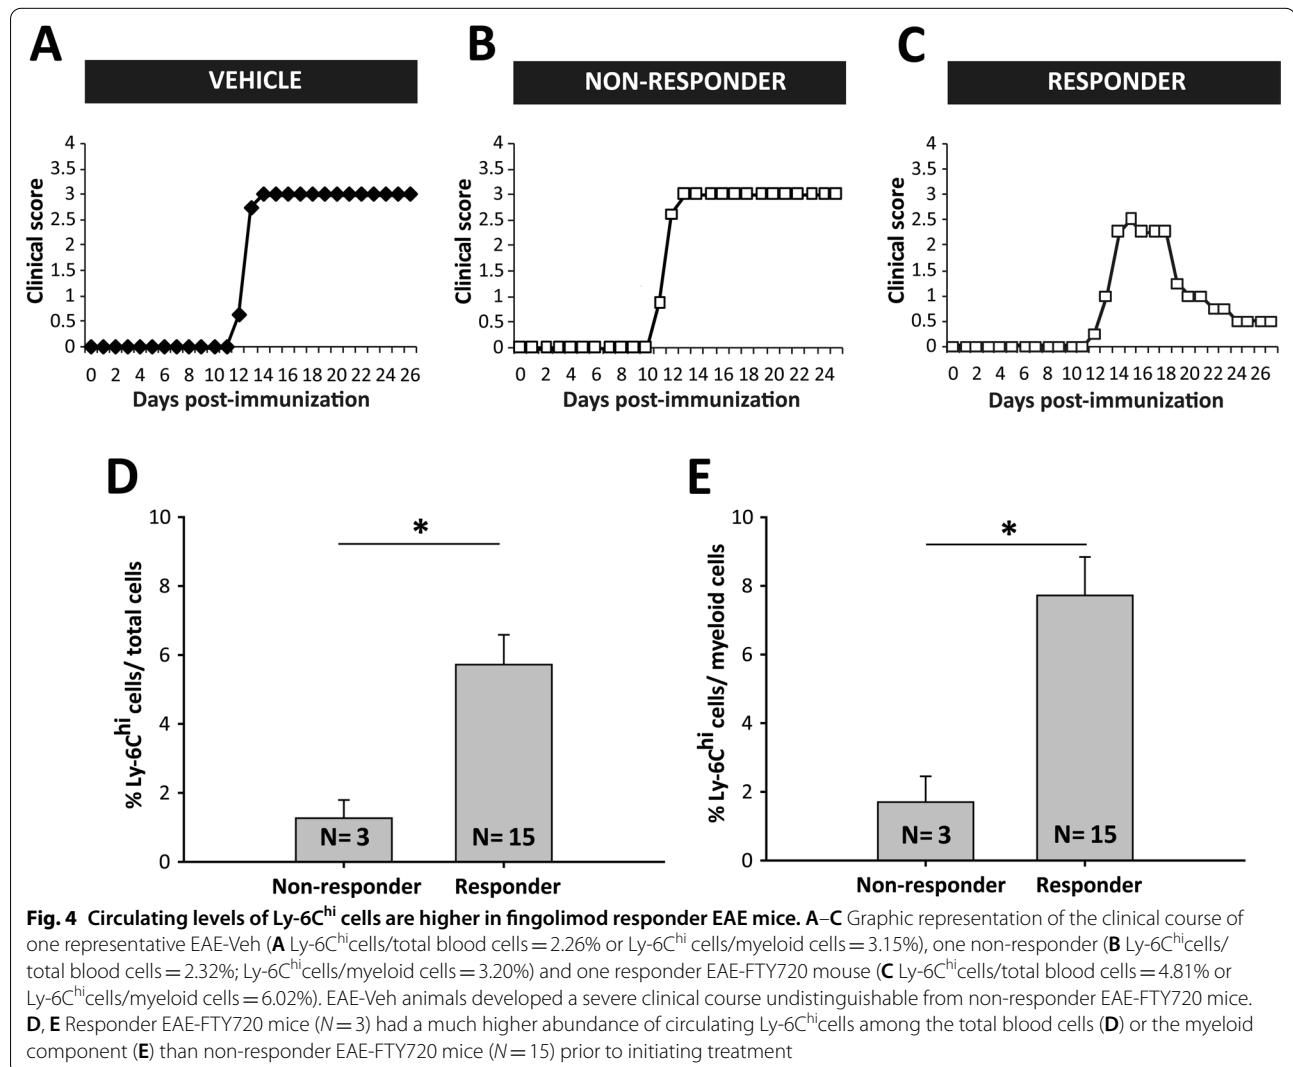 A
B
C
VEHICLE
NON-RESPONDER
RESPONDER
Clinical score
4
3.5
3
2.5
2
1.5
1
0.5
0
0 2 4 6 8 10 12 14 16 18 20 22 24 26
Days post-immunization
Clinical score
4
3.5
3
2.5
2
1.5
1
0.5
0
0 2 4 6 8 10 12 14 16 18 20 22 24
Days post-immunization
Clinical score
4
3.5
3
2.5
2
1.5
1
0.5
0
0 2 4 6 8 10 12 14 16 18 20 22 24 26
Days post-immunization
D
% Ly-6Chi cells/ total cells
10
8
6
4
2
0
*
N= 3
N= 15
Non-responder
Responder
E
% Ly-6Chi cells/ myeloid cells
10
8
6
4
2
0
*
N= 3
N= 15
Non-responder
Responder
Fig. 4 Circulating levels of Ly-6Chi cells are higher in fingolimod responder EAE mice. A–C Graphic representation of the clinical course of
one representative EAE-Veh (A Ly-6Chicells/total blood cells = 2.26% or Ly-6Chi cells/myeloid cells = 3.15%), one non-responder (B Ly-6Chicells/
total blood cells = 2.32%; Ly-6Chicells/myeloid cells = 3.20%) and one responder EAE-FTY720 mouse (C Ly-6Chicells/total blood cells = 4.81% or
Ly-6Chicells/myeloid cells = 6.02%). EAE-Veh animals developed a severe clinical course undistinguishable from non-responder EAE-FTY720 mice.
D, E Responder EAE-FTY720 mice (N = 3) had a much higher abundance of circulating Ly-6Chicells among the total blood cells (D) or the myeloid
component (E) than non-responder EAE-FTY720 mice (N = 15) prior to initiating treatment